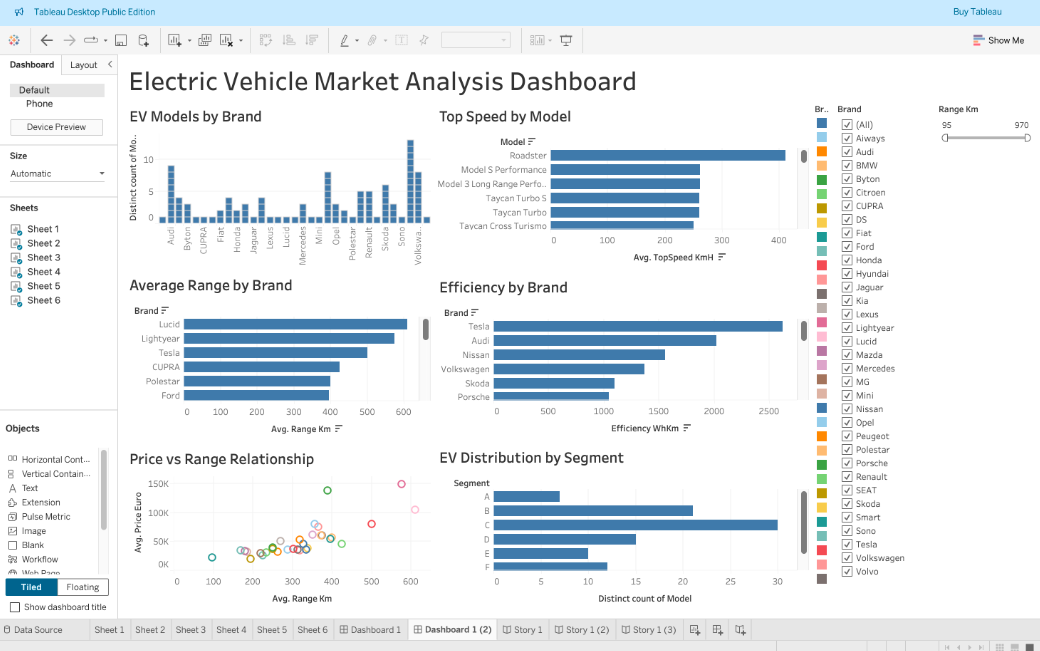 Tableau Desktop Public Edition
Buy Tableau
Show Me
Dashboard
Layout
Default
Phone
Device Preview
Size
Automatic
Sheets
Sheet 1
Sheet 2
Sheet 3
Sheet 4
Sheet 5
Sheet 6
Objects
Horizontal Cont...
Vertical Contain...
Text
Extension
Pulse Metric
Image
Blank
Workflow
Web Page
Tiled
Floating
Show dashboard title
Electric Vehicle Market Analysis Dashboard
EV Models by Brand
Distinct count of Mo..
10
5
0
Audi
Byton
CUPRA
Fiat
Honda
Jaguar
Lexus
Lucid
Mercedes
Mini
Opel
Polestar
Renault
Skoda
Sono
Volkswa..
Top Speed by Model
Model
Roadster
Model S Performance
Model 3 Long Range Perfo..
Taycan Turbo S
Taycan Turbo
Taycan Cross Turismo
0 100 200 300 400
Avg. TopSpeed KmH
Average Range by Brand
Brand
Lucid
Lightyear
Tesla
CUPRA
Polestar
Ford
0 100 200 300 400 500 600
Avg. Range Km
Efficiency by Brand
Brand
Tesla
Audi
Nissan
Volkswagen
Skoda
Porsche
0 500 1000 1500 2000 2500
Efficiency WhKm
Price vs Range Relationship
Avg. Price Euro
150K
100K
50K
0K
0 100 200 300 400 500 600
Avg. Range Km
EV Distribution by Segment
Segment
A
B
C
D
E
F
0 5 10 15 20 25 30
Distinct count of Model
Br..
Brand
(All)
Aiways
Audi
BMW
Byton
Citroen
CUPRA
DS
Fiat
Ford
Honda
Hyundai
Jaguar
Kia
Lexus
Lightyear
Lucid
Mazda
Mercedes
MG
Mini
Nissan
Opel
Peugeot
Polestar
Porsche
Renault
SEAT
Skoda
Smart
Sono
Tesla
Volkswagen
Volvo
Range Km
95 970
Data Source
Sheet 1
Sheet 2
Sheet 3
Sheet 4
Sheet 5
Sheet 6
Dashboard 1
Dashboard 1 (2)
Story 1
Story 1 (2)
Story 1 (3)